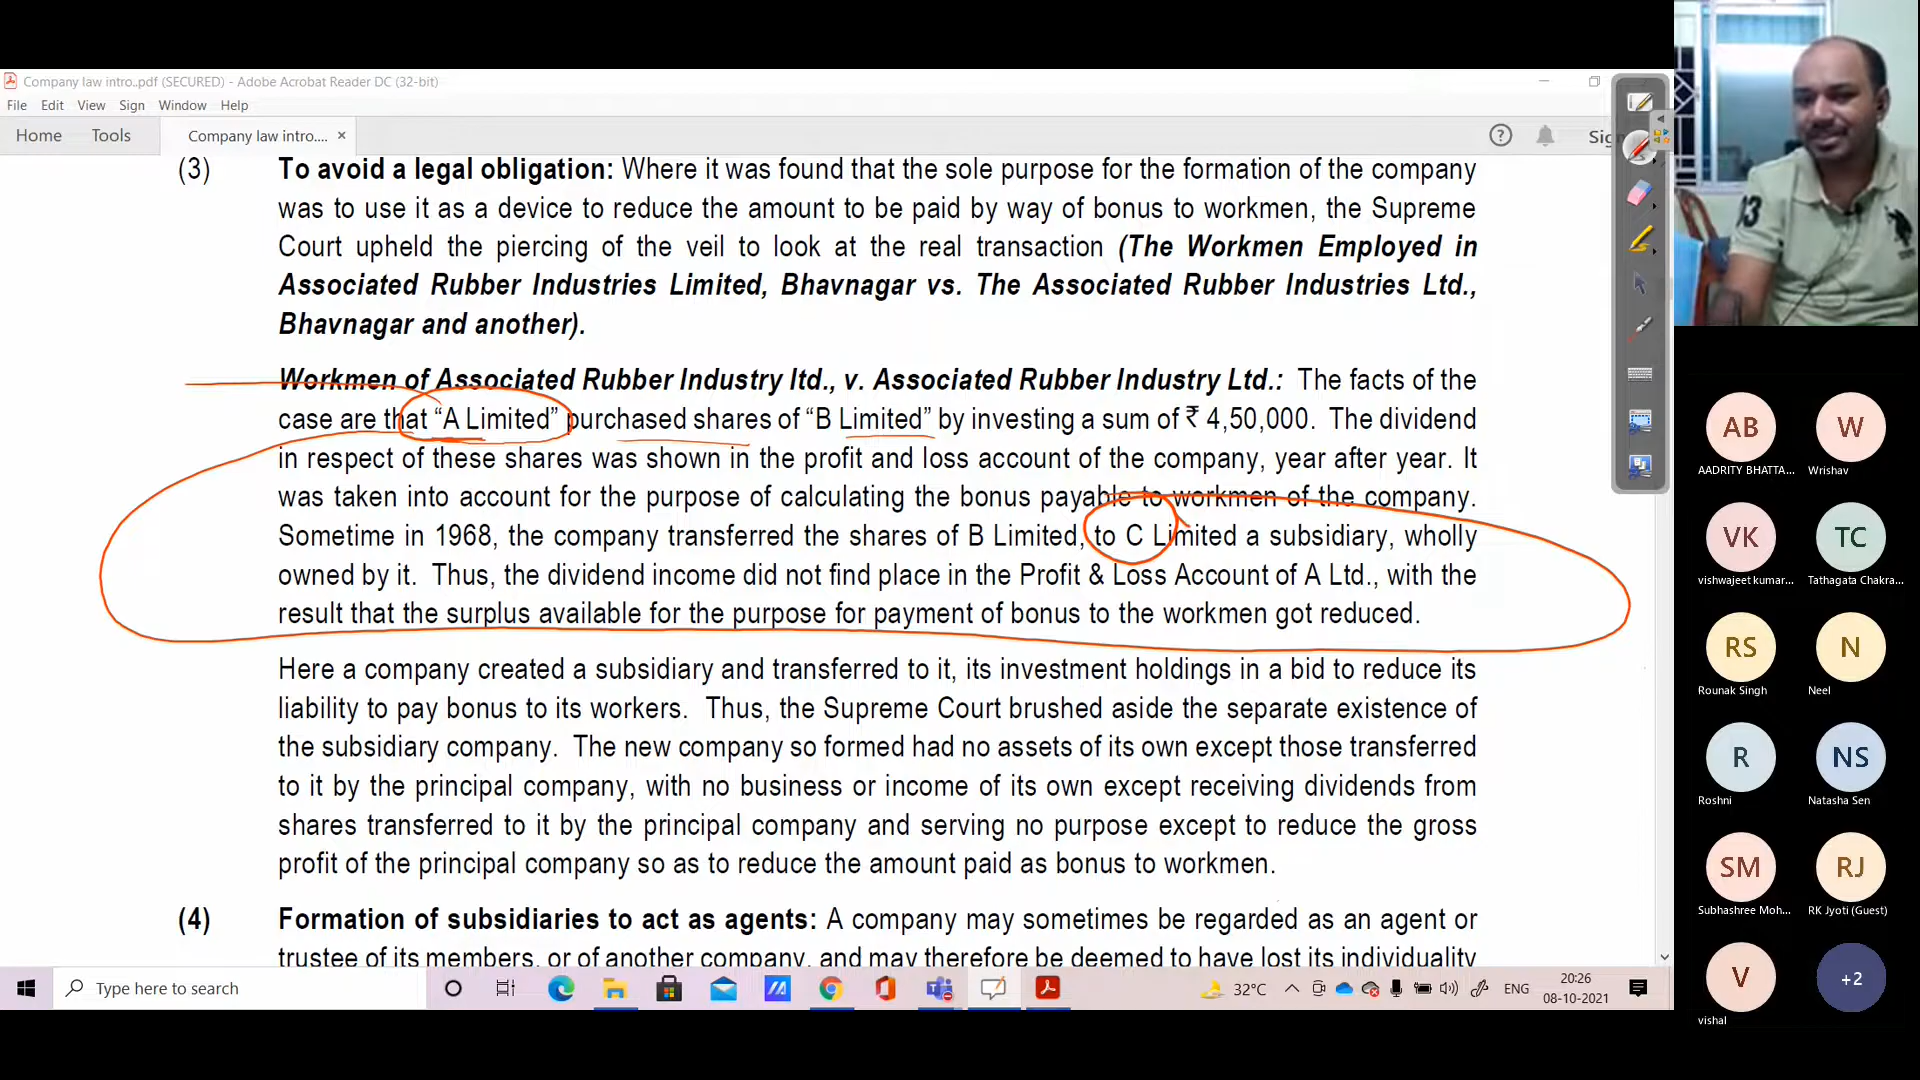 Company law intro..pdf (SECURED) - Adobe Acrobat Reader DC (32-bit)
File Edit View Sign Window Help
Home Tools Company law intro.... ×
(3) To avoid a legal obligation: Where it was found that the sole purpose for the formation of the company
was to use it as a device to reduce the amount to be paid by way of bonus to workmen, the Supreme
Court upheld the piercing of the veil to look at the real transaction (The Workmen Employed in
Associated Rubber Industries Limited, Bhavnagar vs. The Associated Rubber Industries Ltd.,
Bhavnagar and another).
Workmen of Associated Rubber Industry ltd., v. Associated Rubber Industry Ltd.: The facts of the
case are that “A Limited” purchased shares of “B Limited” by investing a sum of ₹ 4,50,000. The dividend
in respect of these shares was shown in the profit and loss account of the company, year after year. It
was taken into account for the purpose of calculating the bonus payable to workmen of the company.
Sometime in 1968, the company transferred the shares of B Limited, to C Limited a subsidiary, wholly
owned by it. Thus, the dividend income did not find place in the Profit & Loss Account of A Ltd., with the
result that the surplus available for the purpose for payment of bonus to the workmen got reduced.
Here a company created a subsidiary and transferred to it, its investment holdings in a bid to reduce its
liability to pay bonus to its workers. Thus, the Supreme Court brushed aside the separate existence of
the subsidiary company. The new company so formed had no assets of its own except those transferred
to it by the principal company, with no business or income of its own except receiving dividends from
shares transferred to it by the principal company and serving no purpose except to reduce the gross
profit of the principal company so as to reduce the amount paid as bonus to workmen.
(4) Formation of subsidiaries to act as agents: A company may sometimes be regarded as an agent or
trustee of its members, or of another company, and may therefore be deemed to have lost its individuality
Type here to search
32°C
ENG
20:26
08-10-2021
AB W
AADRITY BHATTA... Wrishav
VK TC
vishwajeet kumar... Tathagata Chakra...
RS N
Rounak Singh Neel
R NS
Roshni Natasha Sen
SM RJ
Subhashree Moh... RK Jyoti (Guest)
V +2
vishal